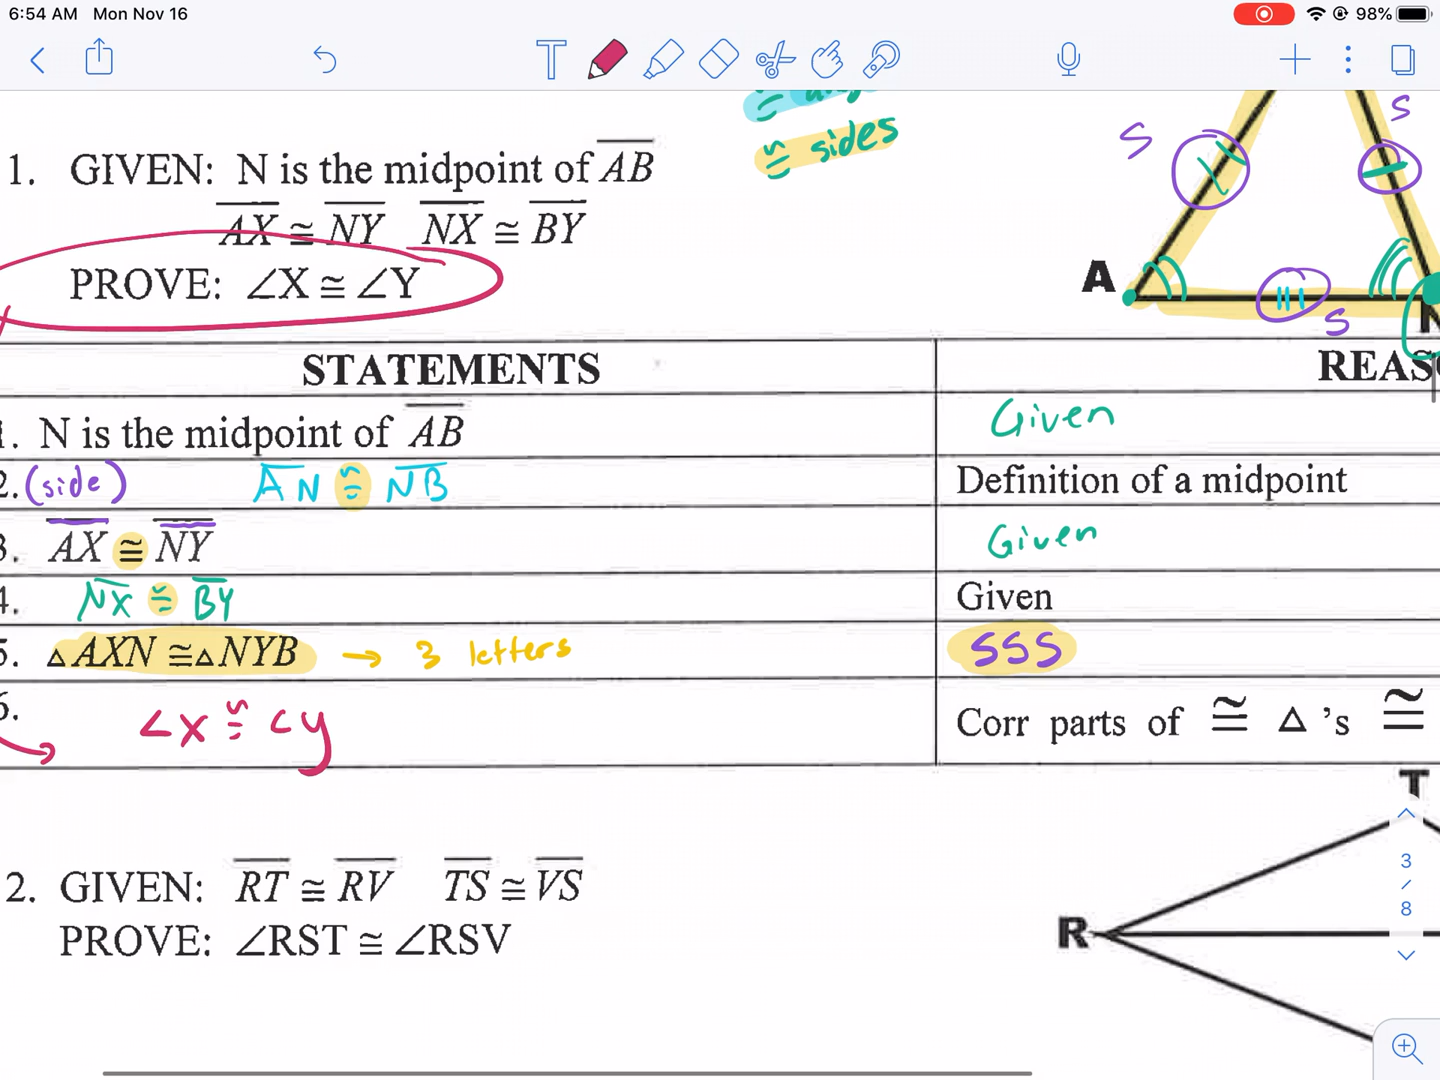 6:54 AM Mon Nov 16
98%
≅ sides
S
S
1. GIVEN: N is the midpoint of AB
AX ≅ NY NX ≅ BY
PROVE: ∠X ≅ ∠Y
A
S
STATEMENTS
REAS
1. N is the midpoint of AB
Given
2. (side) AN ≅ NB
Definition of a midpoint
3. AX ≅ NY
Given
4. NX ≅ BY
Given
5. △AXN ≅ △NYB → 3 letters
SSS
6. ∠X ≅ ∠y
Corr parts of ≅ △'s ≅
T
3
/
8
2. GIVEN: RT ≅ RV TS ≅ VS
PROVE: ∠RST ≅ ∠RSV
R